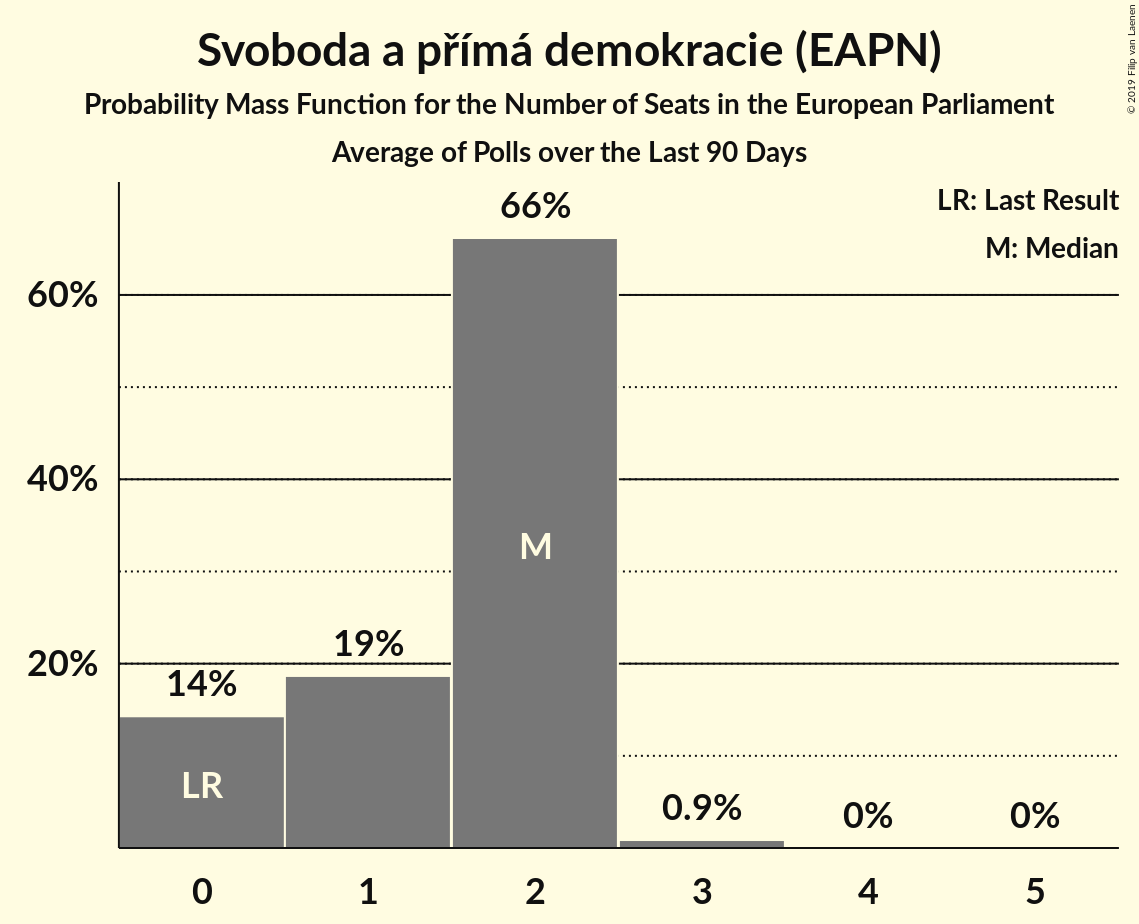 Svoboda a přímá demokracie (EAPN)
Probability Mass Function for the Number of Seats in the European Parliament
Average of Polls over the Last 90 Days
© 2019 Filip van Laenen
LR: Last Result
M: Median
66%
60%
40%
M
19%
20%
14%
LR
0.9%
0%
0%
0
1
2
3
4
5